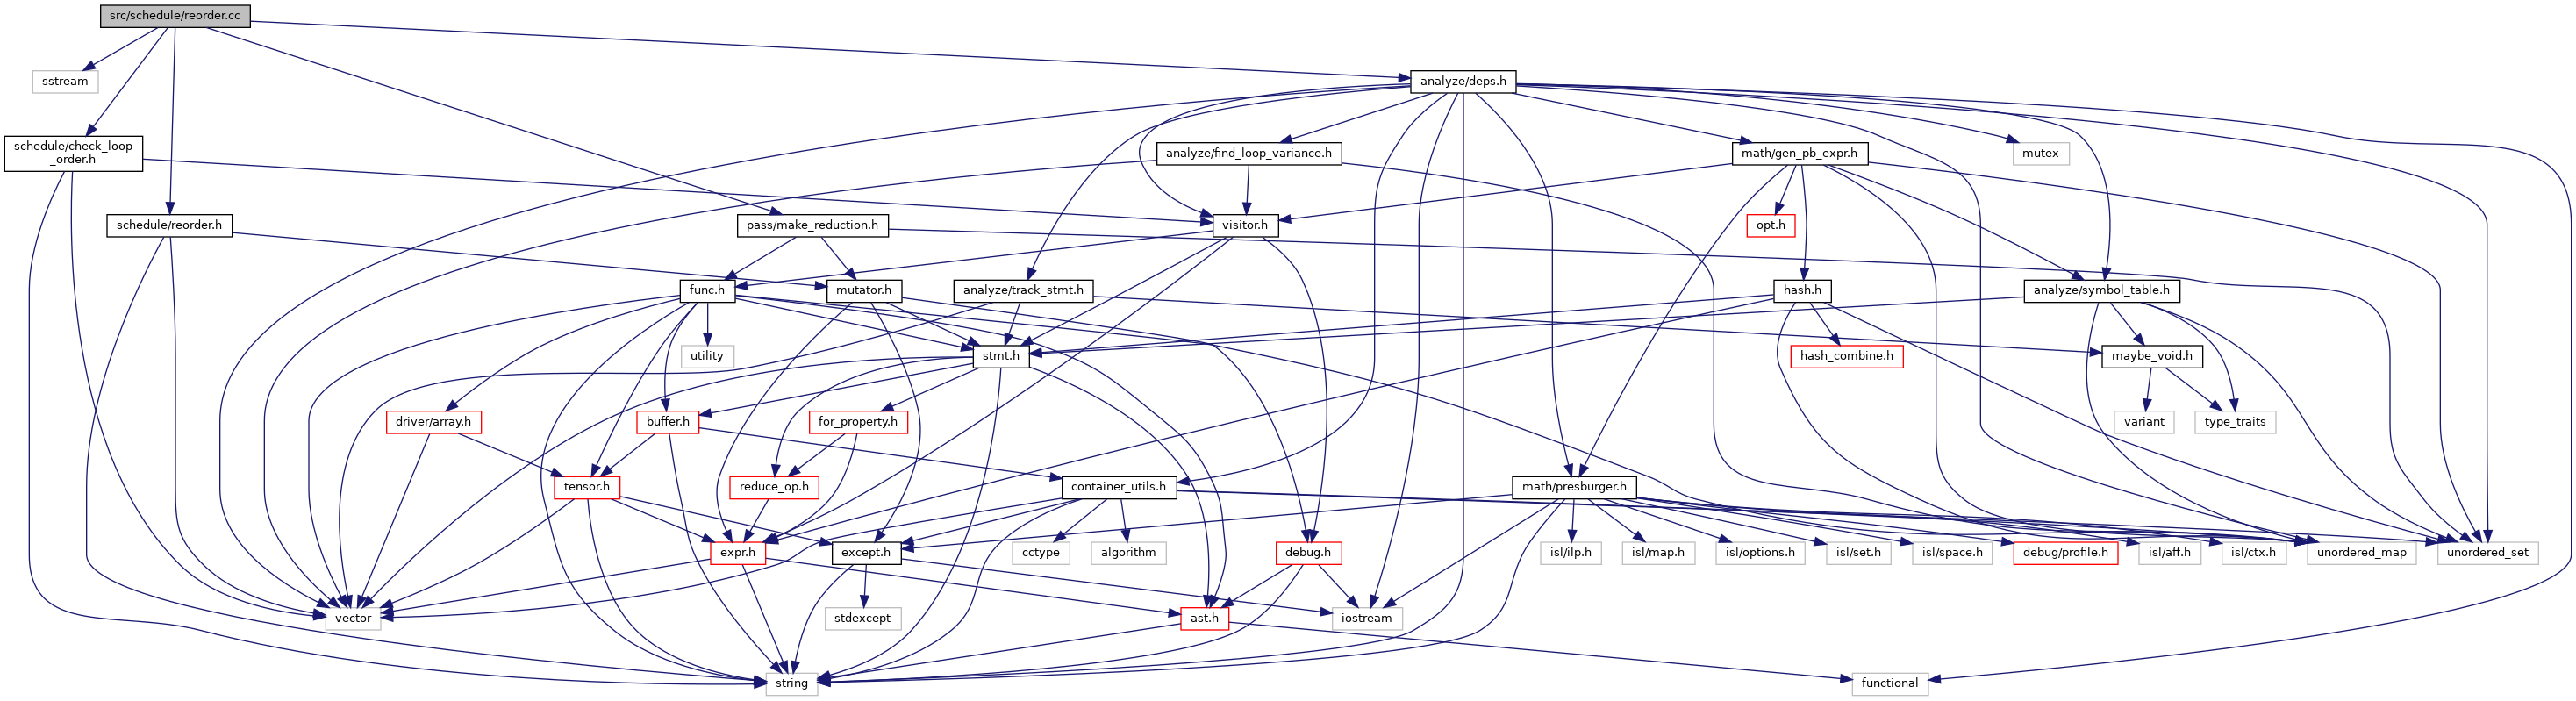 src/schedule/reorder.cc
sstream
analyze/deps.h
schedule/check_loop
_order.h
analyze/find_loop_variance.h
math/gen_pb_expr.h
mutex
schedule/reorder.h
pass/make_reduction.h
visitor.h
opt.h
func.h
mutator.h
analyze/track_stmt.h
hash.h
analyze/symbol_table.h
utility
stmt.h
hash_combine.h
maybe_void.h
driver/array.h
buffer.h
for_property.h
variant
type_traits
tensor.h
reduce_op.h
container_utils.h
math/presburger.h
expr.h
except.h
cctype
algorithm
debug.h
isl/ilp.h
isl/map.h
isl/options.h
isl/set.h
isl/space.h
debug/profile.h
isl/aff.h
isl/ctx.h
unordered_map
unordered_set
vector
stdexcept
ast.h
iostream
string
functional